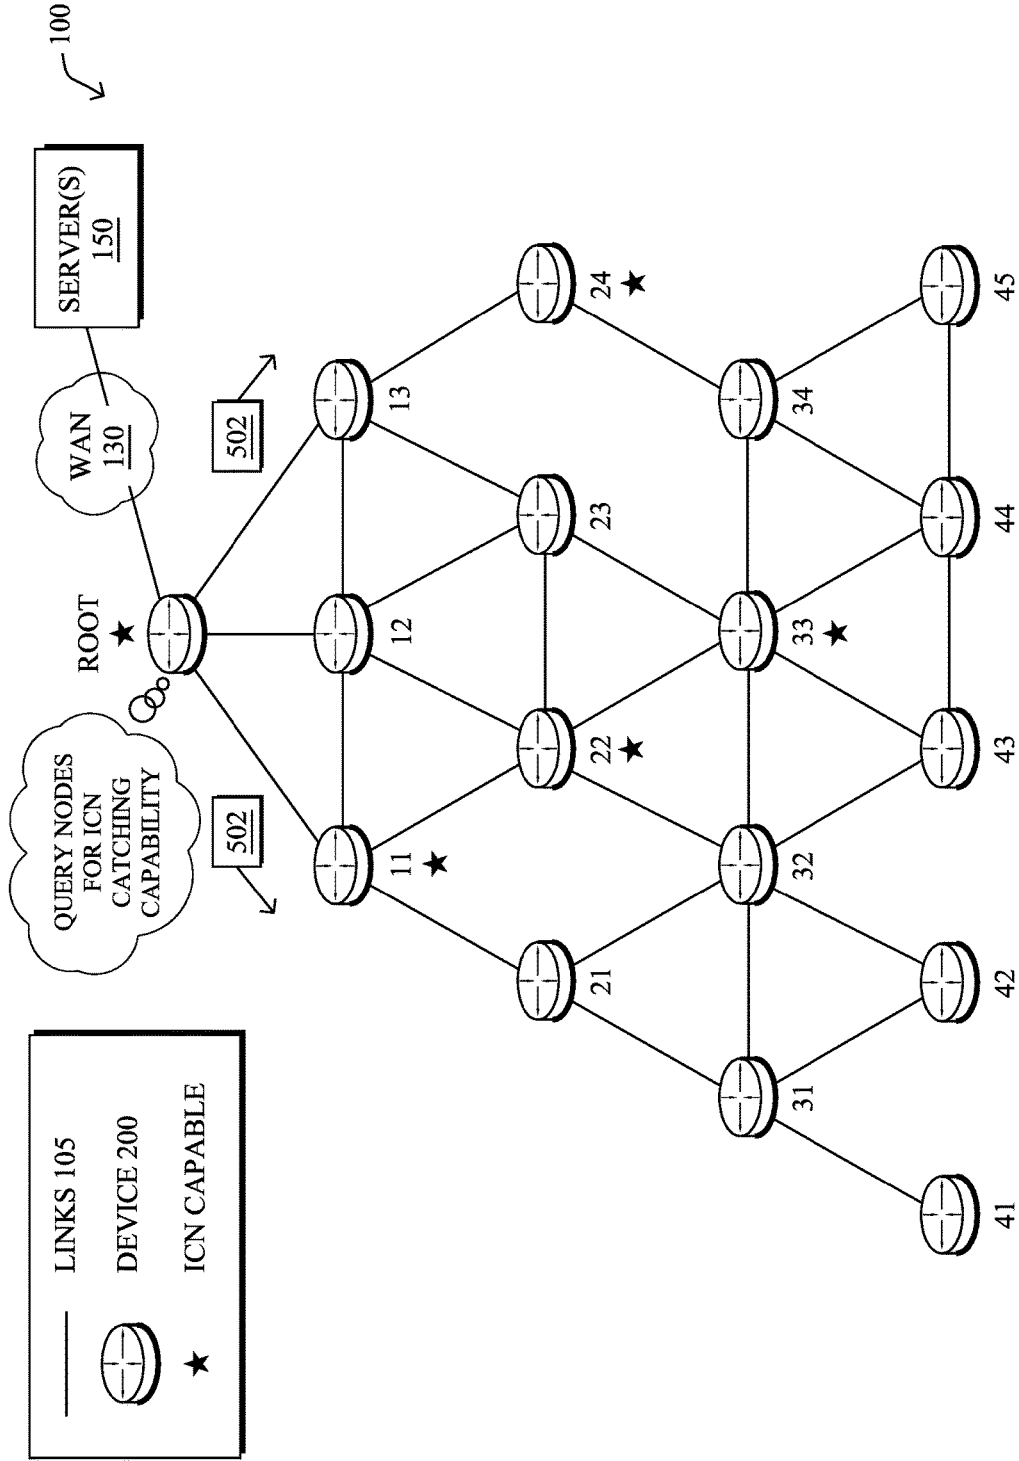 LINKS 105
DEVICE 200
ICN CAPABLE
QUERY NODES
FOR ICN
CATCHING
CAPABILITY
ROOT
WAN
130
SERVER(S)
150
100
502
502
11
12
13
21
22
23
24
31
32
33
34
41
42
43
44
45